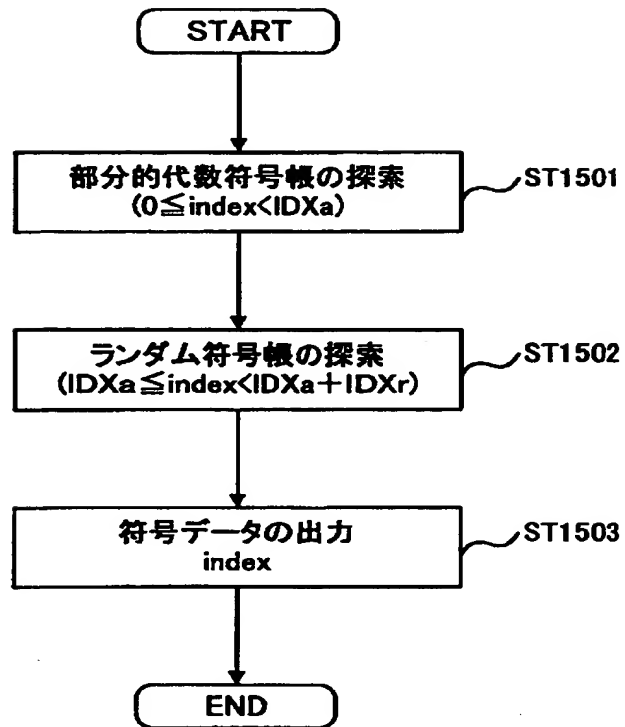 START
部分的代数符号帳の探索
(0≦index<IDXa)
ST1501
ランダム符号帳の探索
(IDXa≦index<IDXa+IDXr)
ST1502
符号データの出力
index
ST1503
END